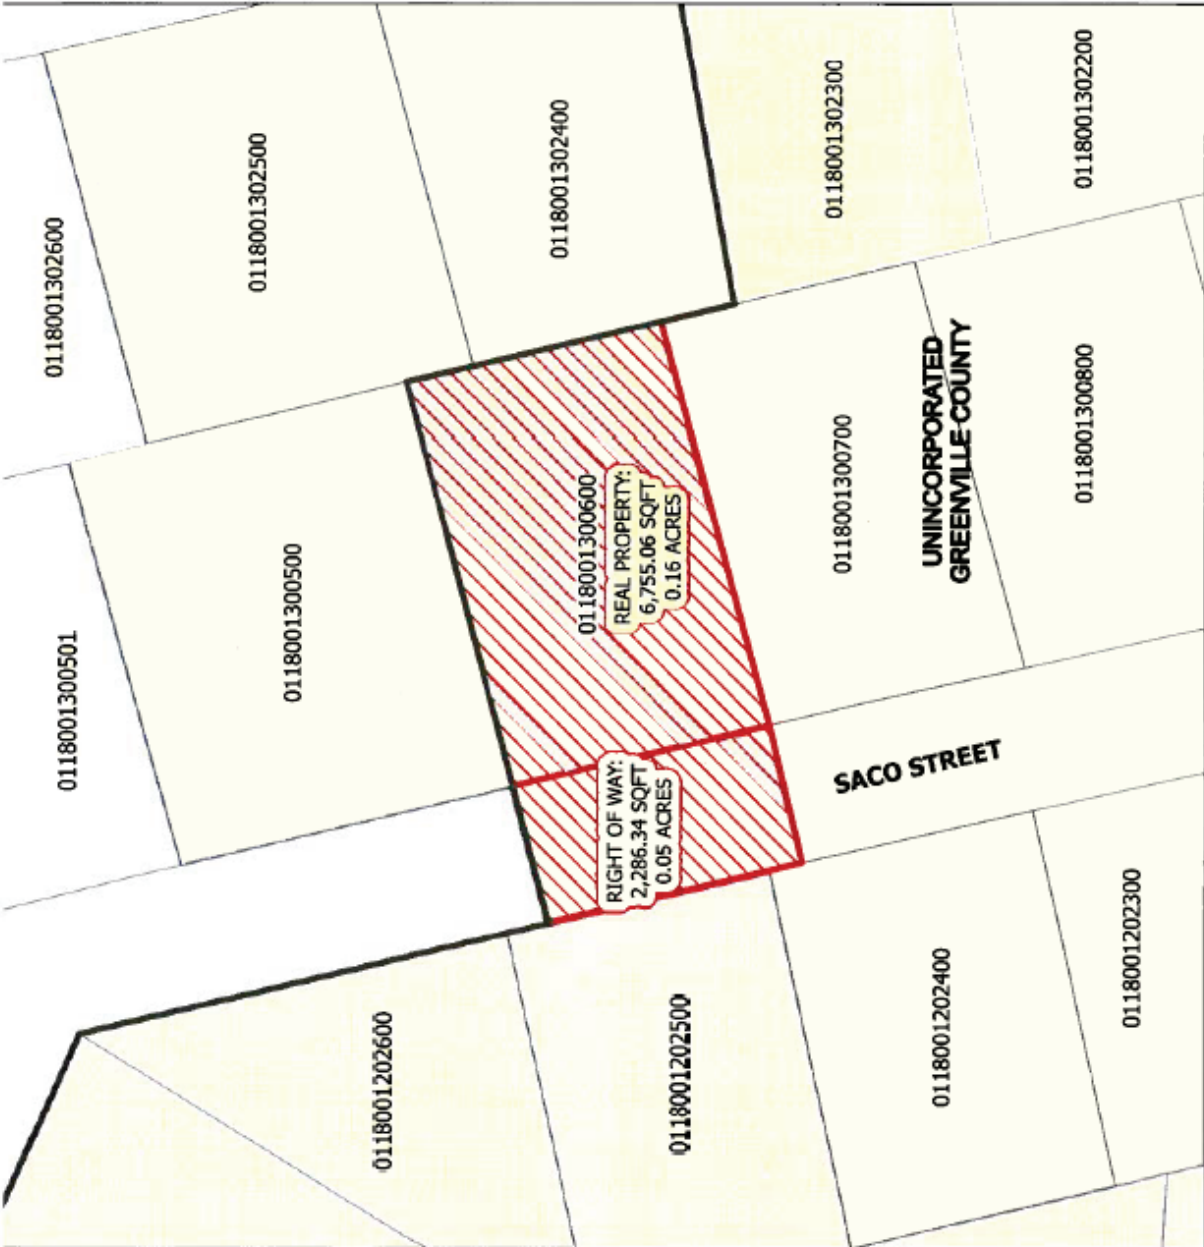 0118001302600
0118001302500
0118001302400
0118001302300
0118001302200
0118001300501
0118001300500
0118001300600
REAL PROPERTY:
6,755.06 SQFT
0.16 ACRES
0118001300700
UNINCORPORATED
GREENVILLE COUNTY
0118001300800
RIGHT OF WAY:
2,286.34 SQFT
0.05 ACRES
SACO STREET
0118001202600
0118001202500
0118001202400
0118001202300